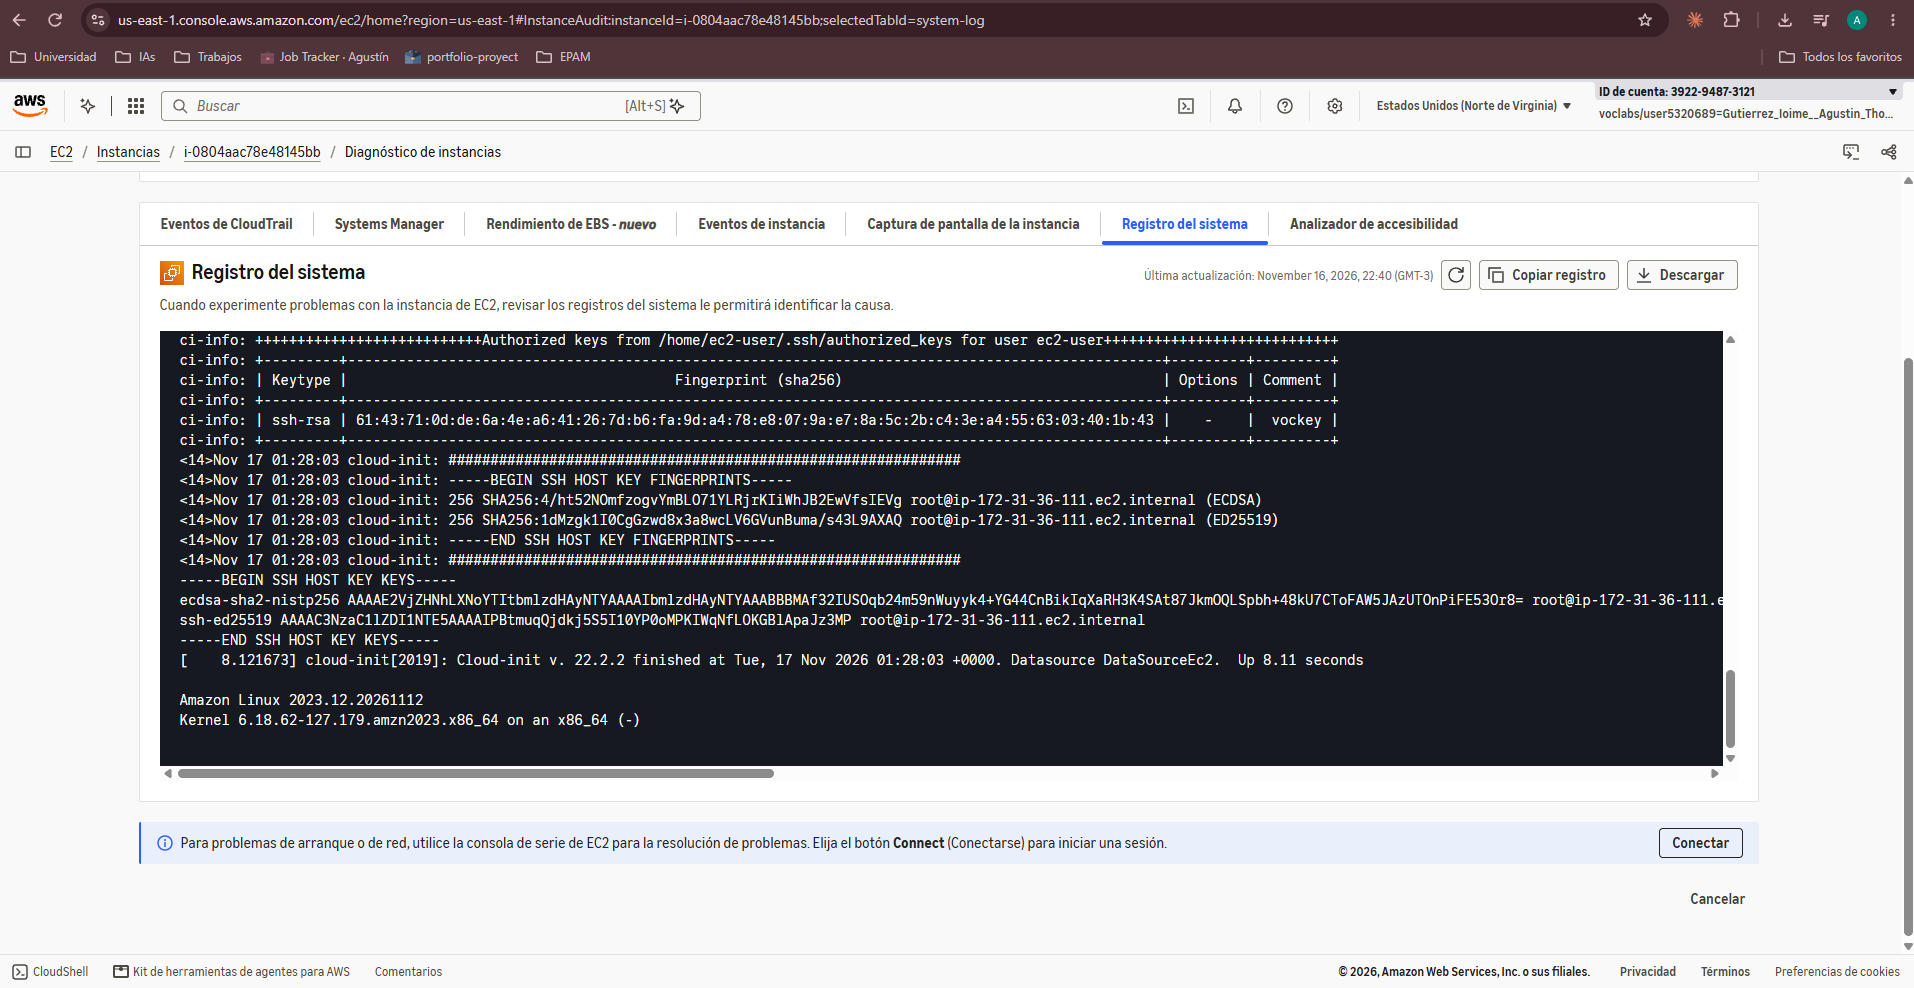 us-east-1.console.aws.amazon.com/ec2/home?region=us-east-1#InstanceAudit:instanceId=i-0804aac78e48145bb;selectedTabId=system-log
A
Universidad
IAs
Trabajos
Job Tracker · Agustín
portfolio-proyect
EPAM
Todos los favoritos
aws
Buscar
[Alt+S]
Estados Unidos (Norte de Virginia)
ID de cuenta: 3922-9487-3121
voclabs/user5320689=Gutierrez_Ioime__Agustin_Tho...
EC2 / Instancias / i-0804aac78e48145bb / Diagnóstico de instancias
Eventos de CloudTrail
Systems Manager
Rendimiento de EBS - nuevo
Eventos de instancia
Captura de pantalla de la instancia
Registro del sistema
Analizador de accesibilidad
Registro del sistema
Última actualización: November 16, 2026, 22:40 (GMT-3)
Copiar registro
Descargar
Cuando experimente problemas con la instancia de EC2, revisar los registros del sistema le permitirá identificar la causa.
ci-info: +++++++++++++++++++++++++++Authorized keys from /home/ec2-user/.ssh/authorized_keys for user ec2-user++++++++++++++++++++++++++++
ci-info: +---------+-------------------------------------------------------------------------------------------------+---------+---------+
ci-info: | Keytype |                                       Fingerprint (sha256)                                      | Options | Comment |
ci-info: +---------+-------------------------------------------------------------------------------------------------+---------+---------+
ci-info: | ssh-rsa | 61:43:71:0d:de:6a:4e:a6:41:26:7d:b6:fa:9d:a4:78:e8:07:9a:e7:8a:5c:2b:c4:3e:a4:55:63:03:40:1b:43 |    -    |  vockey |
ci-info: +---------+-------------------------------------------------------------------------------------------------+---------+---------+
<14>Nov 17 01:28:03 cloud-init: #############################################################
<14>Nov 17 01:28:03 cloud-init: -----BEGIN SSH HOST KEY FINGERPRINTS-----
<14>Nov 17 01:28:03 cloud-init: 256 SHA256:4/ht52NOmfzogvYmBLO71YLRjrKIiWhJB2EwVfsIEVg root@ip-172-31-36-111.ec2.internal (ECDSA)
<14>Nov 17 01:28:03 cloud-init: 256 SHA256:1dMzgk1I0CgGzwd8x3a8wcLV6GVunBuma/s43L9AXAQ root@ip-172-31-36-111.ec2.internal (ED25519)
<14>Nov 17 01:28:03 cloud-init: -----END SSH HOST KEY FINGERPRINTS-----
<14>Nov 17 01:28:03 cloud-init: #############################################################
-----BEGIN SSH HOST KEY KEYS-----
ecdsa-sha2-nistp256 AAAAE2VjZHNhLXNoYTItbmlzdHAyNTYAAAAIbmlzdHAyNTYAAABBBMAf32IUSOqb24m59nWuyyk4+YG44CnBikIqXaRH3K4SAt87JkmOQLSpbh+48kU7CToFAW5JAzUTOnPiFE53Or8= root@ip-172-31-36-111.e
ssh-ed25519 AAAAC3NzaC1lZDI1NTE5AAAAIPBtmuqQjdkj5S5I10YP0oMPKIWqNfLOKGBlApaJz3MP root@ip-172-31-36-111.ec2.internal
-----END SSH HOST KEY KEYS-----
[    8.121673] cloud-init[2019]: Cloud-init v. 22.2.2 finished at Tue, 17 Nov 2026 01:28:03 +0000. Datasource DataSourceEc2.  Up 8.11 seconds
Amazon Linux 2023.12.20261112
Kernel 6.18.62-127.179.amzn2023.x86_64 on an x86_64 (-)
Para problemas de arranque o de red, utilice la consola de serie de EC2 para la resolución de problemas. Elija el botón Connect (Conectarse) para iniciar una sesión.
Conectar
Cancelar
CloudShell
Kit de herramientas de agentes para AWS
Comentarios
© 2026, Amazon Web Services, Inc. o sus filiales.
Privacidad
Términos
Preferencias de cookies